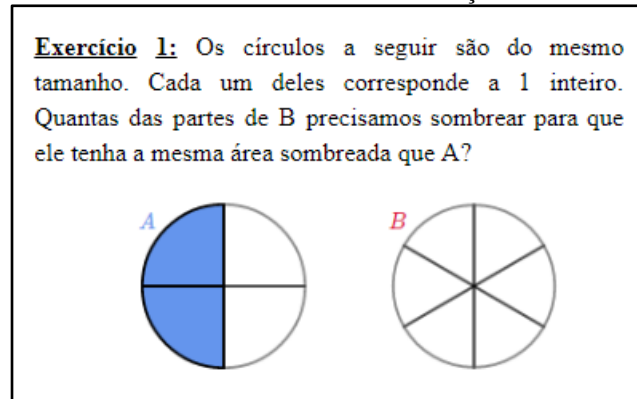 Exercício 1: Os círculos a seguir são do mesmo
tamanho. Cada um deles corresponde a 1 inteiro.
Quantas das partes de B precisamos sombrear para que
ele tenha a mesma área sombreada que A?
A B